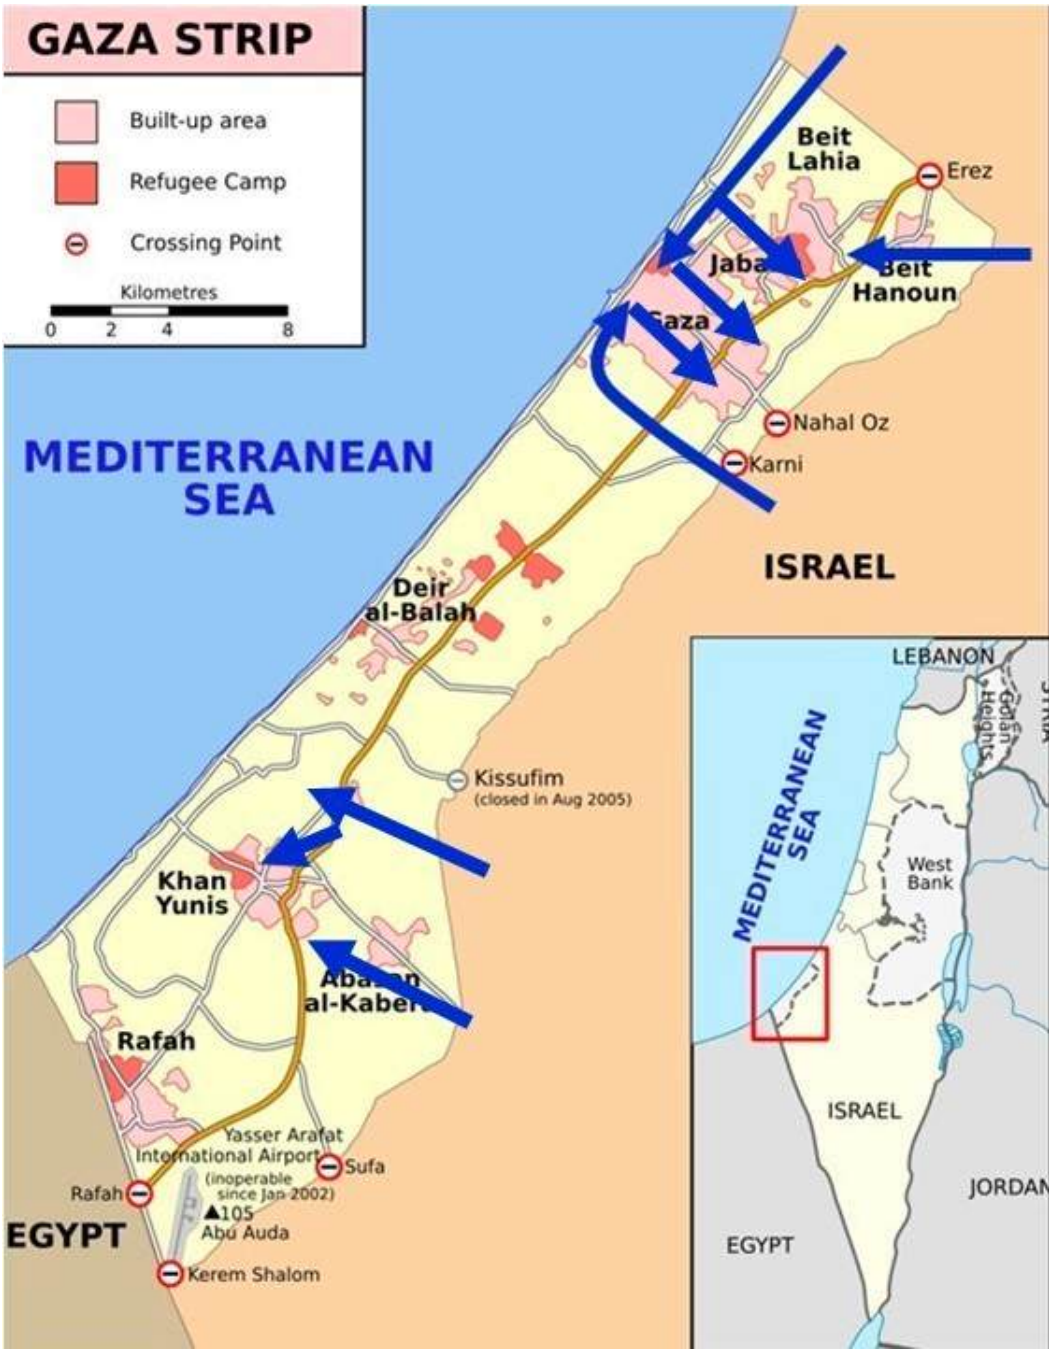 GAZA STRIP
Built-up area
Refugee Camp
Crossing Point
Kilometres
0 2 4 8
Beit
Lahia
Erez
Beit
Hanoun
Nahal Oz
Karni
MEDITERRANEAN
SEA
ISRAEL
Deir
al-Balah
Kissufim
(closed in Aug 2005)
Khan
Yunis
Rafah
Yasser Arafat
International Airport
(inoperable
since Jan 2002)
Sufa
Rafah
105
Abu Auda
EGYPT
Kerem Shalom
LEBANON
Golan
Heights
MEDITERRANEAN
SEA
West
Bank
ISRAEL
JORDAN
EGYPT